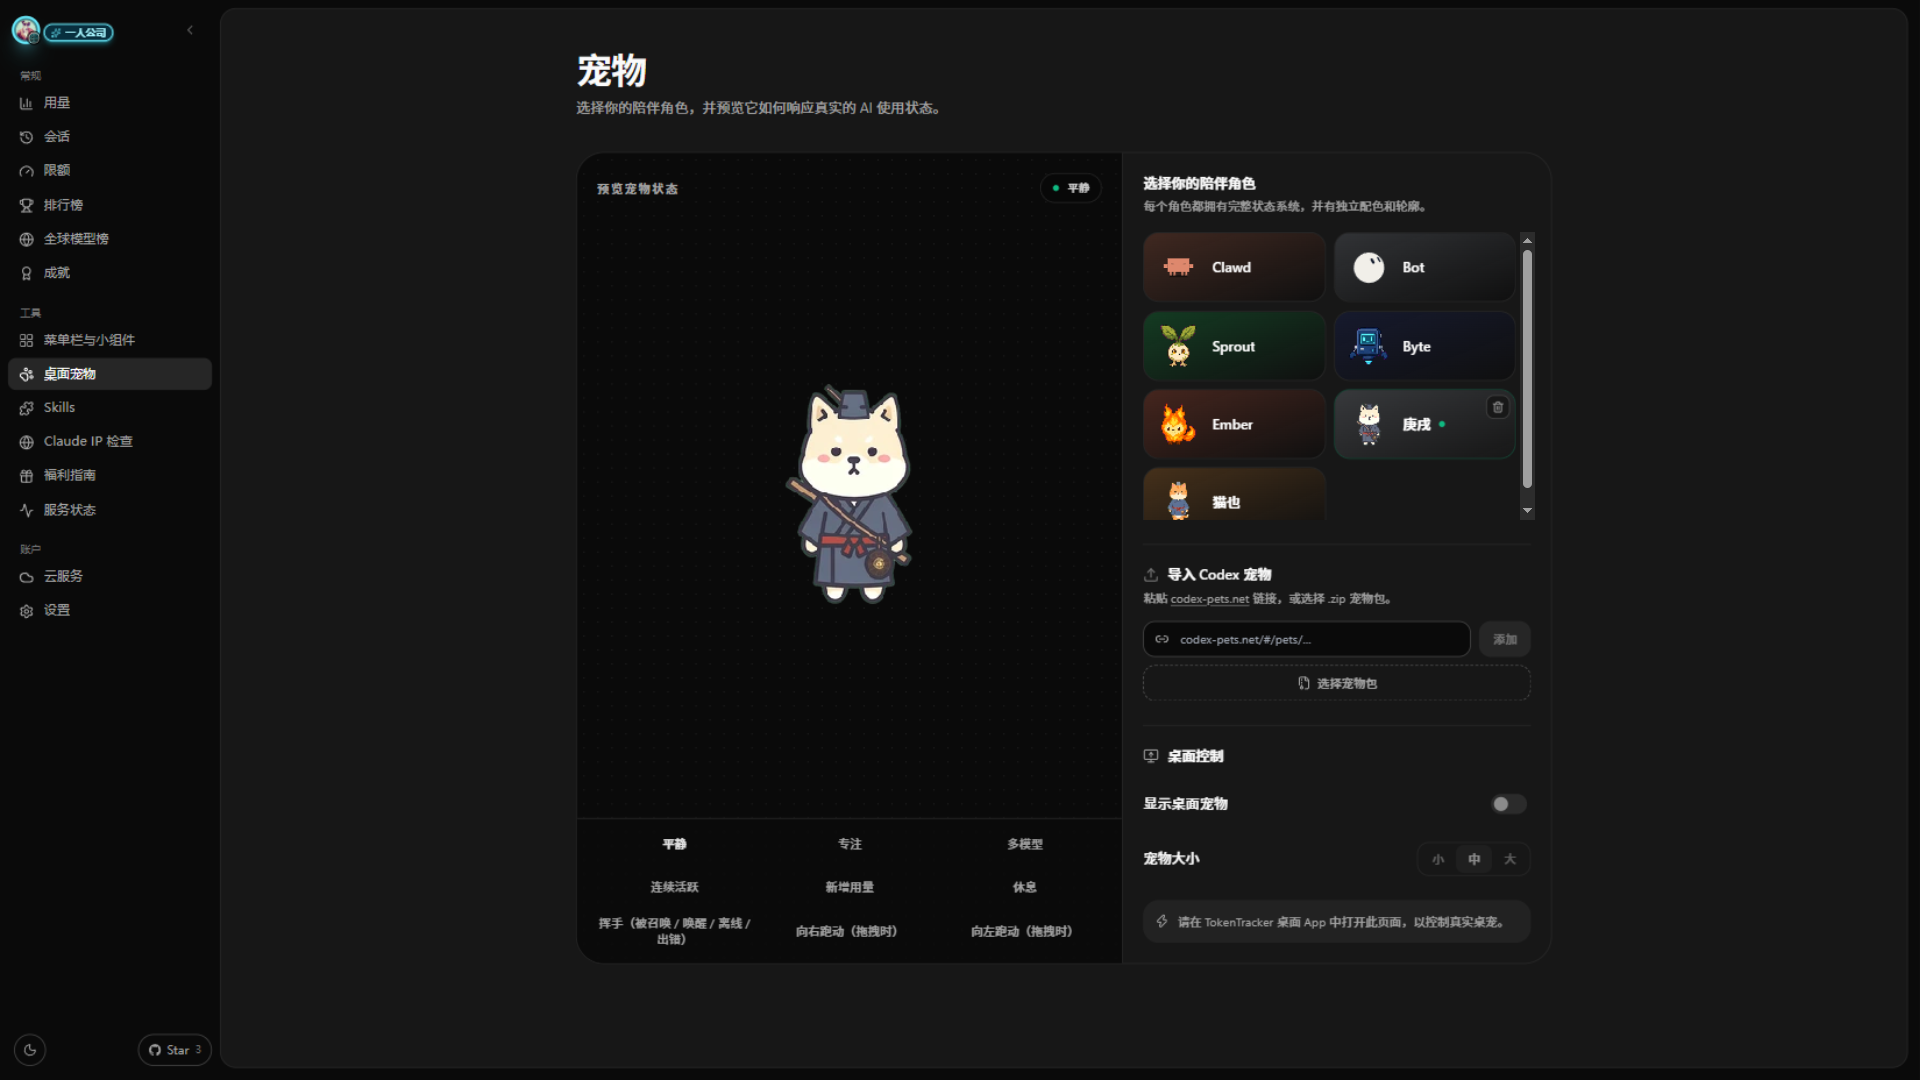 一人公司
常规
用量
会话
限额
排行榜
全球模型榜
成就
工具
菜单栏与小组件
桌面宠物
Skills
Claude IP 检查
福利指南
服务状态
账户
云服务
设置
Star 3
宠物
选择你的陪伴角色，并预览它如何响应真实的 AI 使用状态。
预览宠物状态
平静
平静
专注
多模型
连续活跃
新增用量
休息
挥手（被召唤 / 唤醒 / 离线 /
出错）
向右跑动（拖拽时）
向左跑动（拖拽时）
选择你的陪伴角色
每个角色都拥有完整状态系统，并有独立配色和轮廓。
Clawd
Bot
Sprout
Byte
Ember
庚戌
猫也
导入 Codex 宠物
粘贴 codex-pets.net 链接，或选择 .zip 宠物包。
codex-pets.net/#/pets/...
添加
选择宠物包
桌面控制
显示桌面宠物
宠物大小
小
中
大
请在 TokenTracker 桌面 App 中打开此页面，以控制真实桌宠。